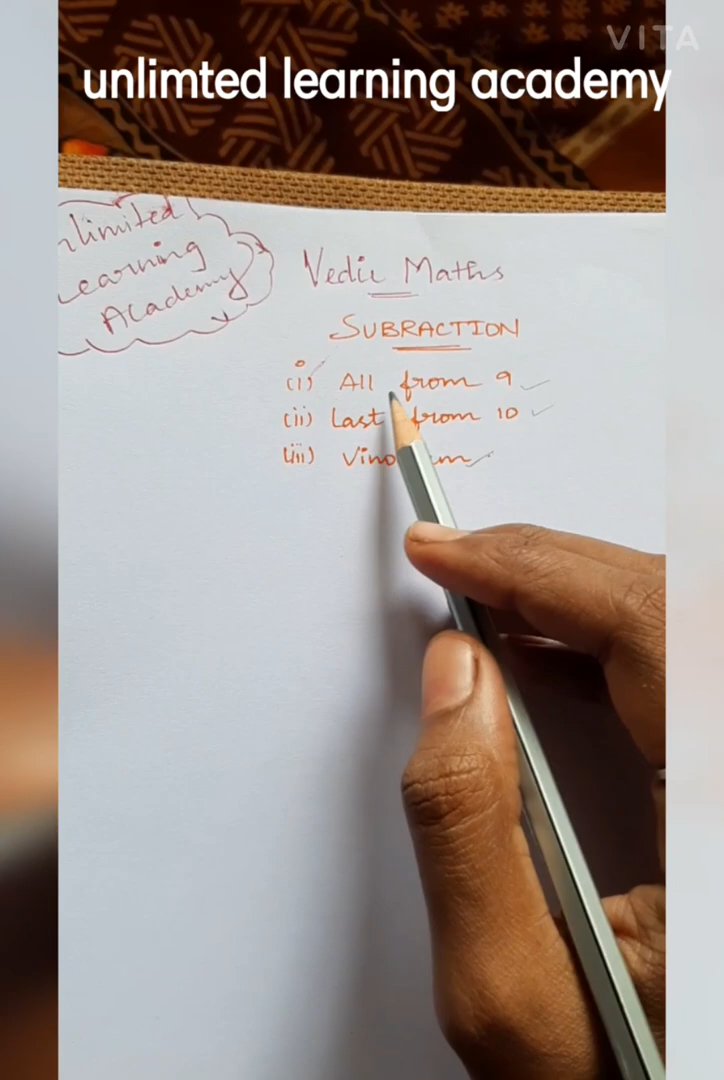 VITA
unlimted learning academy
nlimited
earning
Academy
Vedic Maths
SUBRACTION
(i) All from 9
(ii) Last from 10
(iii)